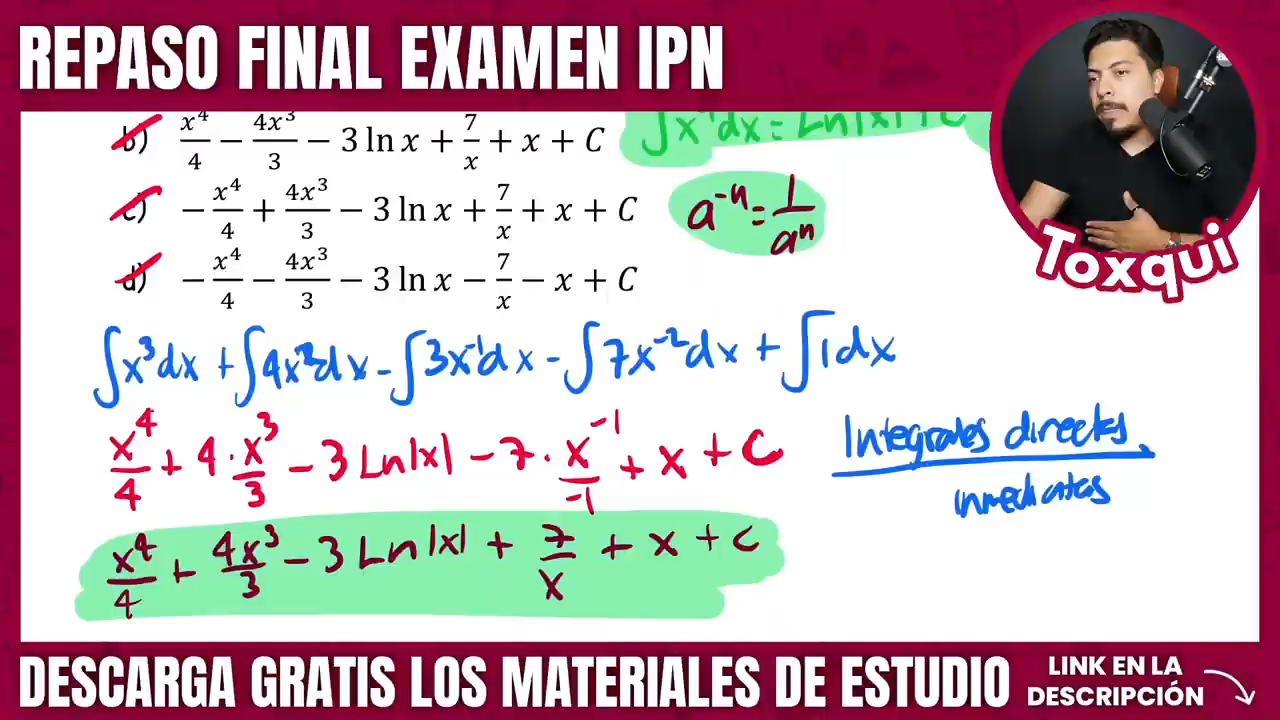 REPASO FINAL EXAMEN IPN
b) x⁴/4 − 4x³/3 − 3 ln x + 7/x + x + C
∫x⁻¹dx = Ln|x| + C
c) −x⁴/4 + 4x³/3 − 3 ln x + 7/x + x + C
a⁻ⁿ = 1/aⁿ
d) −x⁴/4 − 4x³/3 − 3 ln x − 7/x − x + C
Toxqui
∫x³dx + ∫4x²dx − ∫3x⁻¹dx − ∫7x⁻²dx + ∫1dx
x⁴/4 + 4·x³/3 − 3Ln|x| − 7·x⁻¹/−1 + x + C
Integrales directas
inmediatas
x⁴/4 + 4x³/3 − 3Ln|x| + 7/x + x + C
DESCARGA GRATIS LOS MATERIALES DE ESTUDIO
LINK EN LA
DESCRIPCIÓN